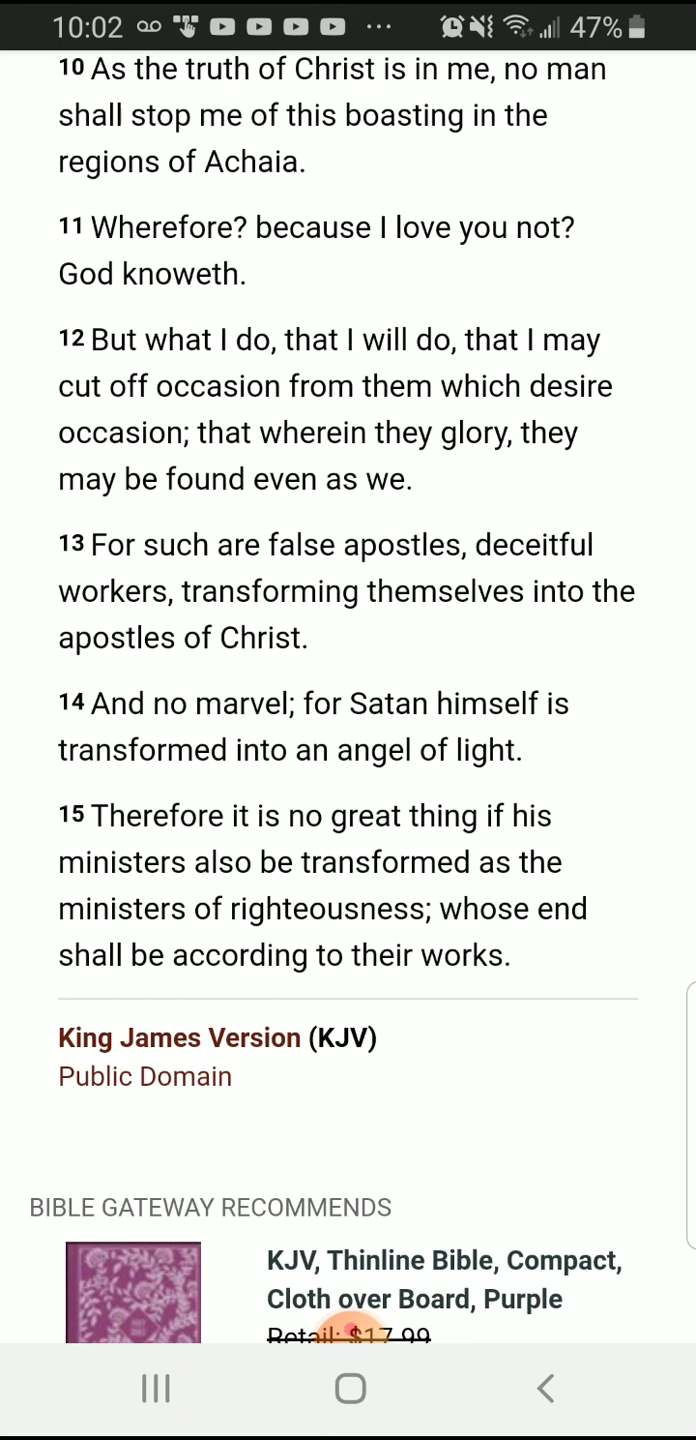 10:02 47%
10 As the truth of Christ is in me, no man
shall stop me of this boasting in the
regions of Achaia.
11 Wherefore? because I love you not?
God knoweth.
12 But what I do, that I will do, that I may
cut off occasion from them which desire
occasion; that wherein they glory, they
may be found even as we.
13 For such are false apostles, deceitful
workers, transforming themselves into the
apostles of Christ.
14 And no marvel; for Satan himself is
transformed into an angel of light.
15 Therefore it is no great thing if his
ministers also be transformed as the
ministers of righteousness; whose end
shall be according to their works.
King James Version (KJV)
Public Domain
BIBLE GATEWAY RECOMMENDS
KJV, Thinline Bible, Compact,
Cloth over Board, Purple
Retail: $17.99